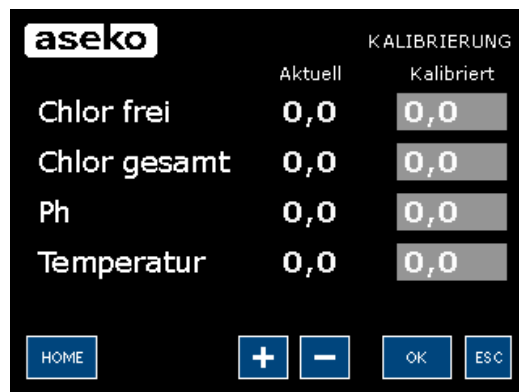 aseko KALIBRIERUNG
Aktuell Kalibriert
Chlor frei 0,0 0,0
Chlor gesamt 0,0 0,0
Ph 0,0 0,0
Temperatur 0,0 0,0
HOME + − OK ESC